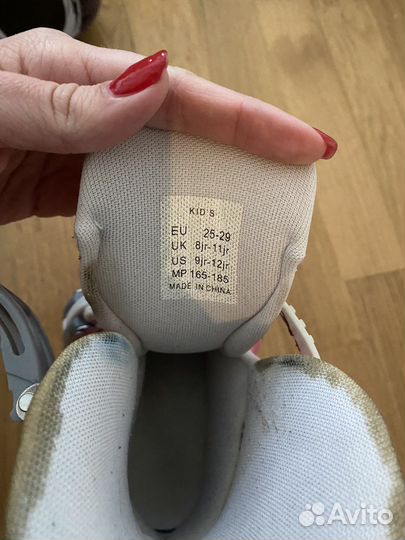 KID'S
EU 25-29
UK 8jr-11jr
US 9jr-12jr
MP 165-185
MADE IN CHINA
Avito